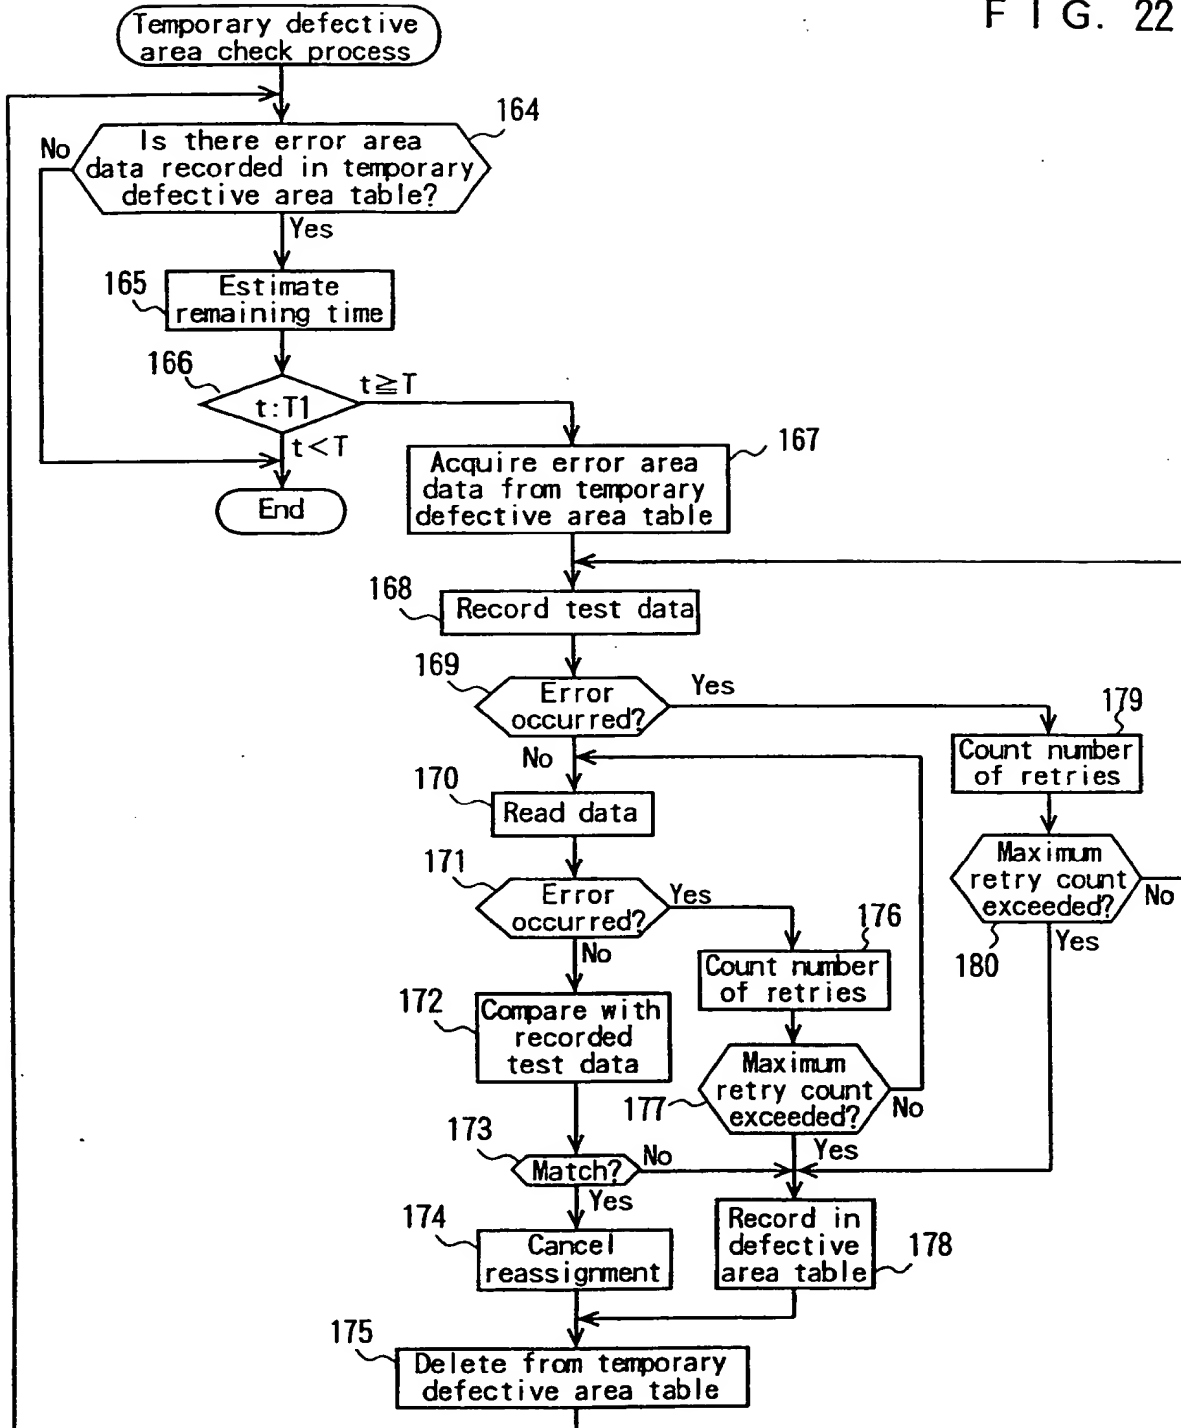 FIG. 22
Temporary defective
area check process
164
Is there error area
data recorded in temporary
defective area table?
No
Yes
165
Estimate
remaining time
166
t:T1
t≧T
t<T
End
167
Acquire error area
data from temporary
defective area table
168
Record test data
169
Error
occurred?
Yes
No
179
Count number
of retries
170
Read data
180
Maximum
retry count
exceeded?
No
Yes
171
Error
occurred?
Yes
No
176
Count number
of retries
172
Compare with
recorded
test data
177
Maximum
retry count
exceeded?
No
Yes
173
Match?
No
Yes
174
Cancel
reassignment
Record in
defective
area table
178
175
Delete from temporary
defective area table